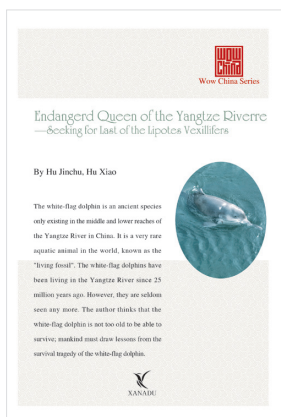 WOW
China
Wow China Series
Endangerd Queen of the Yangtze Riverre
—Seeking for Last of the Lipotes Vexillifers
By Hu Jinchu, Hu Xiao
The white-flag dolphin is an ancient species
only existing in the middle and lower reaches of
the Yangtze River in China. It is a very rare
aquatic animal in the world, known as the
"living fossil". The white-flag dolphins have
been living in the Yangtze River since 25
million years ago. However, they are seldom
seen any more. The author thinks that the
white-flag dolphin is not too old to be able to
survive; mankind must draw lessons from the
survival tragedy of the white-flag dolphin.
XANADU